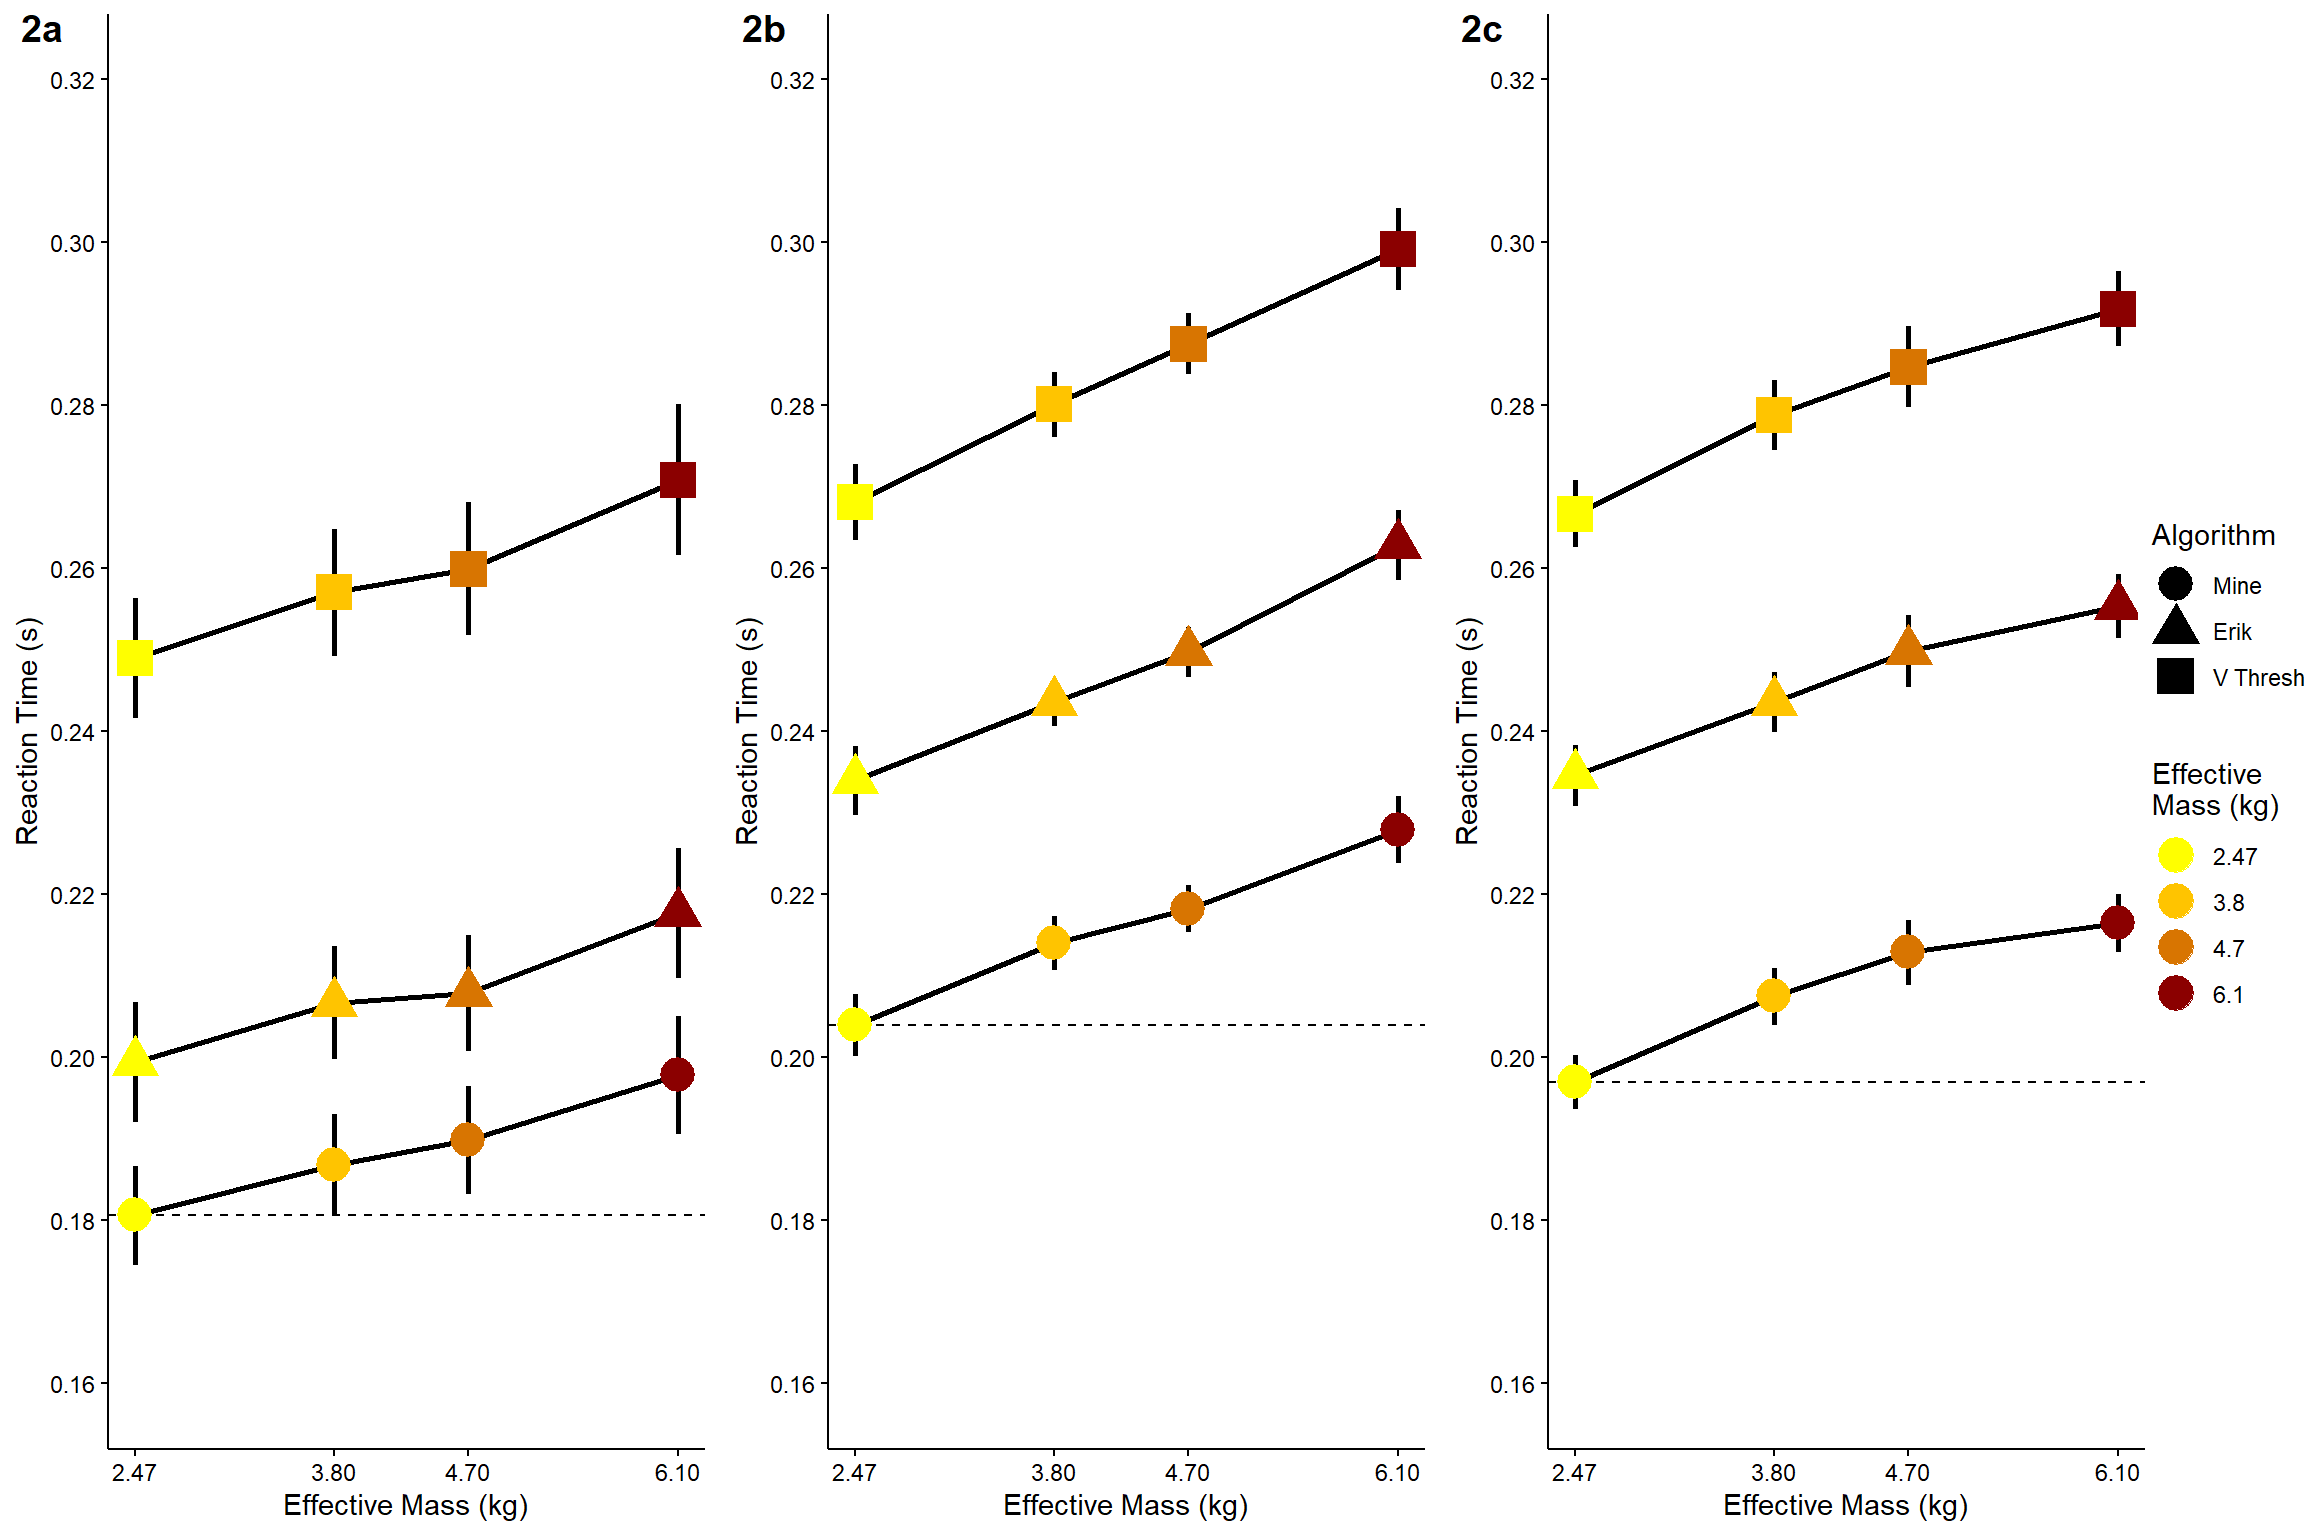 2a
0.32
0.30
0.28
0.26
0.24
0.22
0.20
0.18
0.16
Reaction Time (s)
2.47 3.80 4.70 6.10
Effective Mass (kg)
2b
0.32
0.30
0.28
0.26
0.24
0.22
0.20
0.18
0.16
Reaction Time (s)
2.47 3.80 4.70 6.10
Effective Mass (kg)
2c
0.32
0.30
0.28
0.26
0.24
0.22
0.20
0.18
0.16
Reaction Time (s)
2.47 3.80 4.70 6.10
Effective Mass (kg)
Algorithm
Mine
Erik
V Thresh
Effective
Mass (kg)
2.47
3.8
4.7
6.1